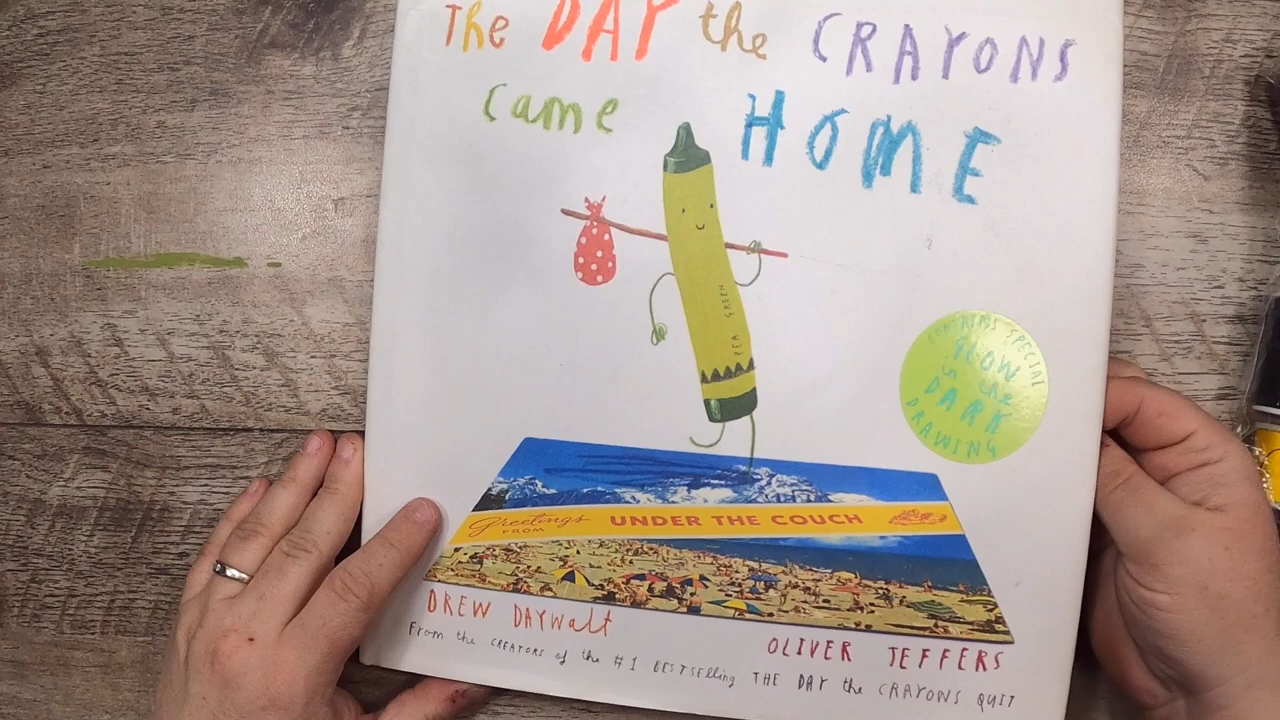 The DAY the CRAYONS
came HOME
PEA GREEN
CONTAINS SPECIAL
GLOW
in the
DARK
DRAWING
Greetings
FROM
UNDER THE COUCH
DREW DAYWalt
OLIVER JEFFERS
From the CREATORS of the #1 BESTSElling THE DAY the CRAYONS QUIT